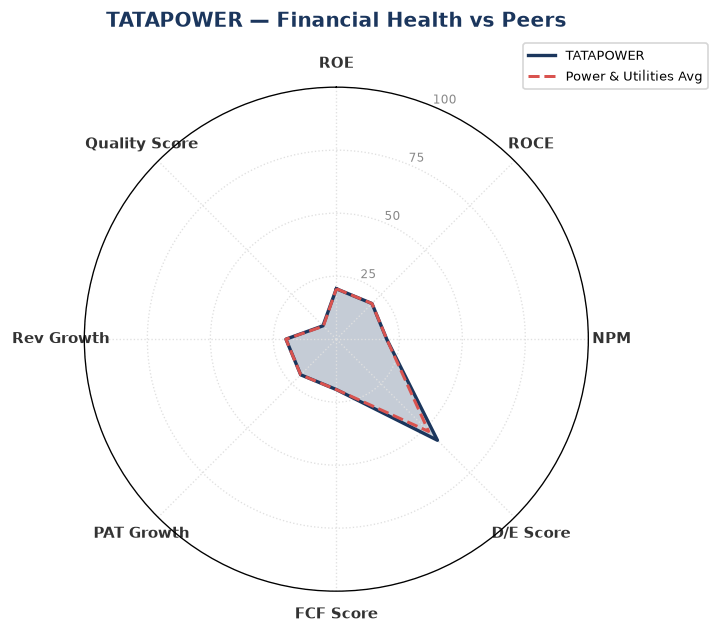 TATAPOWER — Financial Health vs Peers
TATAPOWER
Power & Utilities Avg
ROE
100
ROCE
Quality Score
75
50
25
Rev Growth
NPM
PAT Growth
D/E Score
FCF Score